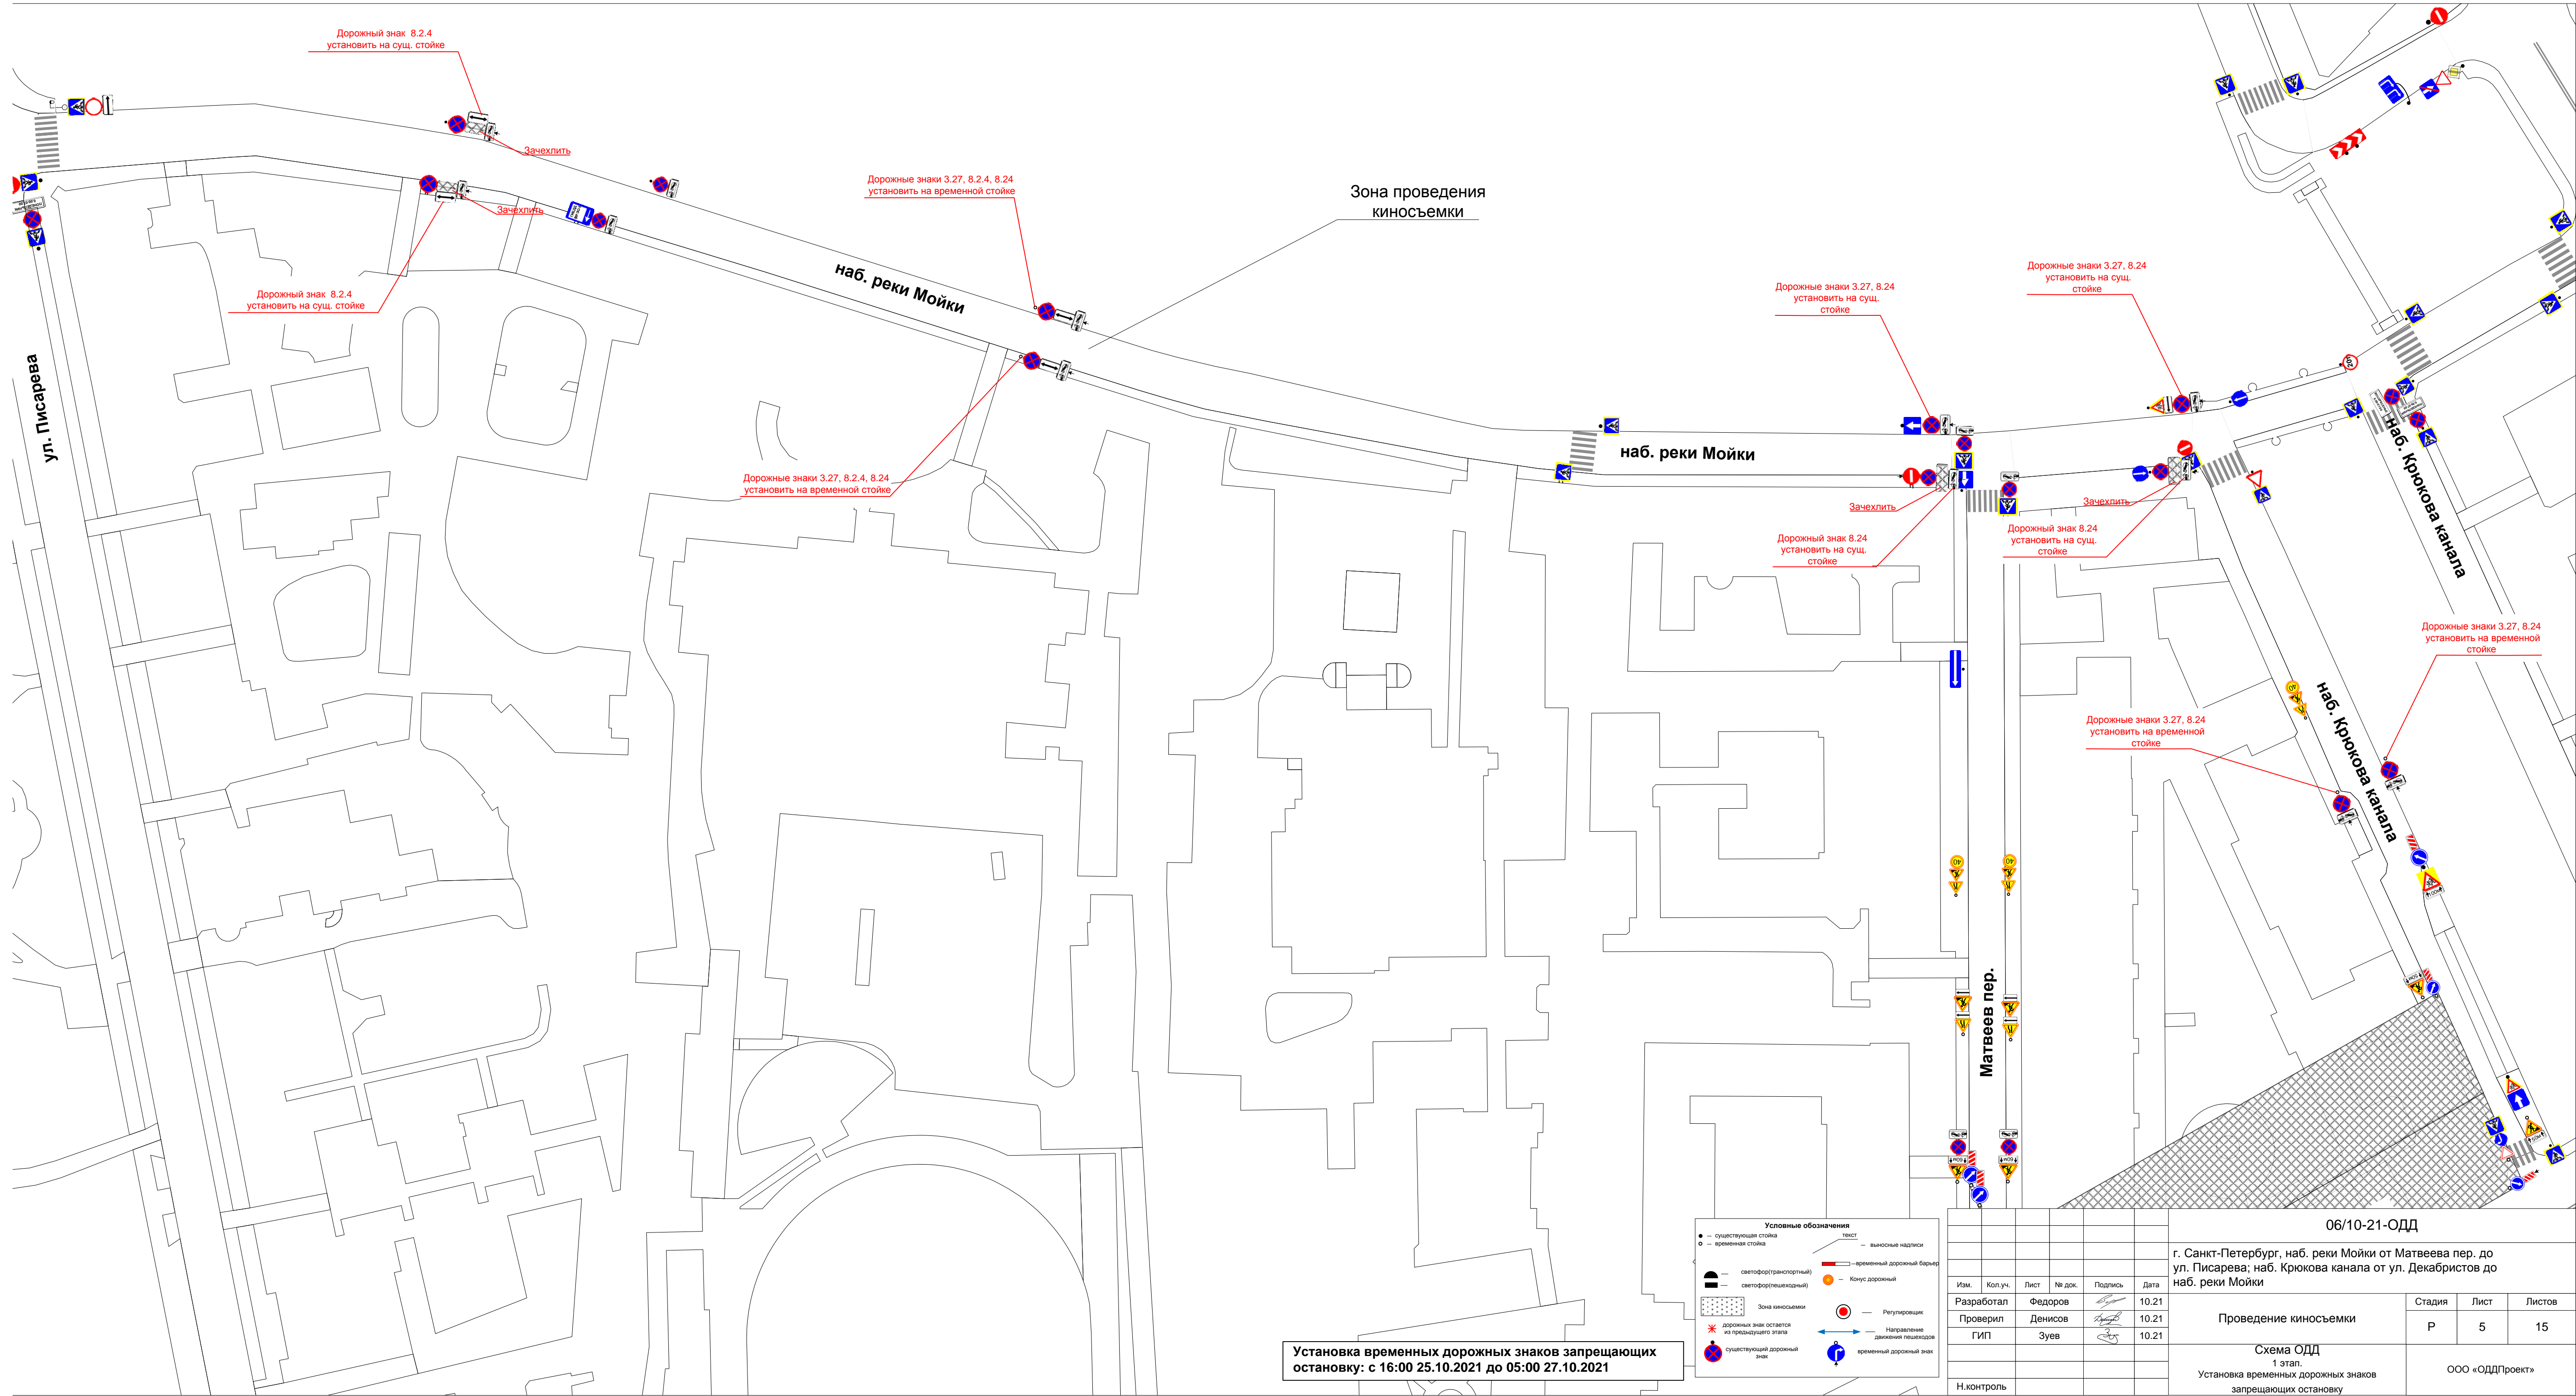 Дорожный знак  8.2.4
установить на сущ. стойке
Зачехлить
Дорожный знак  8.2.4
установить на сущ. стойке
Зачехлить
ул. Писарева
наб. реки Мойки
Дорожные знаки 3.27, 8.2.4, 8.24
установить на временной стойке
Дорожные знаки 3.27, 8.2.4, 8.24
установить на временной стойке
Зона проведения
киносъемки
наб. реки Мойки
Дорожные знаки 3.27, 8.24
установить на сущ.
стойке
Дорожные знаки 3.27, 8.24
установить на сущ.
стойке
Зачехлить
Дорожный знак 8.24
установить на сущ.
стойке
Зачехлить
Дорожный знак 8.24
установить на сущ.
стойке
наб. Крюкова канала
Дорожные знаки 3.27, 8.24
установить на временной
стойке
Дорожные знаки 3.27, 8.24
установить на временной
стойке
наб. Крюкова канала
40
40
40
Матвеев пер.
Установка временных дорожных знаков запрещающих
остановку: с 16:00 25.10.2021 до 05:00 27.10.2021
Условные обозначения
– существующая стойка
– временная стойка
текст
– выносные надписи
светофор(транспортный)
светофор(пешеходный)
–временный дорожный барьер
– Конус дорожный
Зона киносъемки
Регулировщик
дорожных знак остается
из предыдущего этапа
Направление
движения пешеходов
существующий дорожный
знак
временный дорожный знак
06/10-21-ОДД
г. Санкт-Петербург, наб. реки Мойки от Матвеева пер. до
ул. Писарева; наб. Крюкова канала от ул. Декабристов до
наб. реки Мойки
Изм. Кол.уч. Лист № док. Подпись Дата
Разработал Федоров 10.21
Проверил Денисов 10.21
ГИП Зуев 10.21
Н.контроль
Проведение киносъемки
Стадия Лист Листов
Р 5 15
Схема ОДД
1 этап.
Установка временных дорожных знаков
запрещающих остановку
ООО «ОДДПроект»